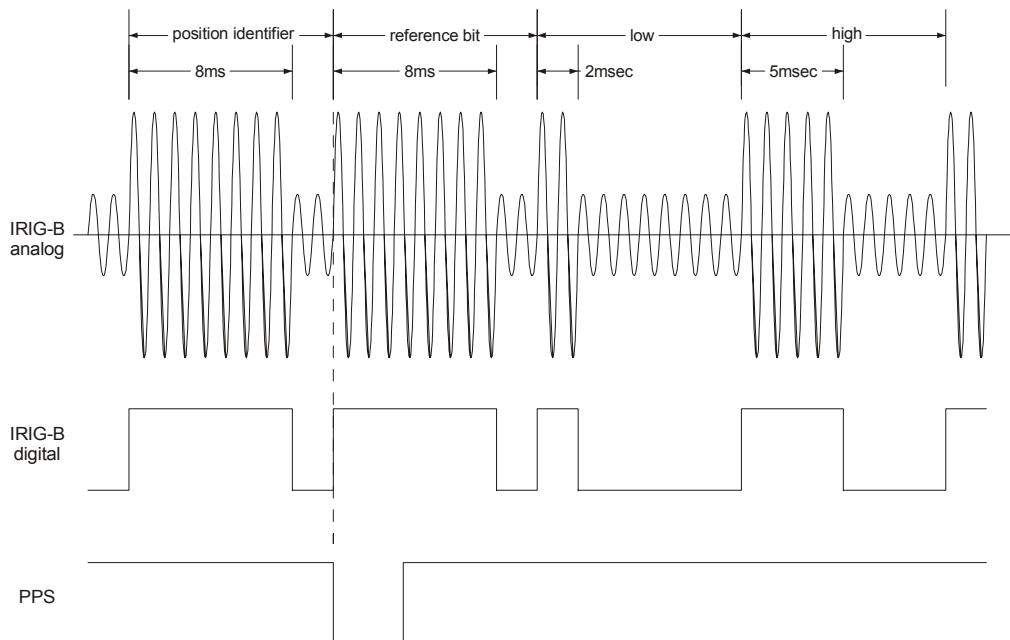 position identifier
reference bit
low
high
8ms
8ms
2msec
5msec
IRIG-B
analog
IRIG-B
digital
PPS